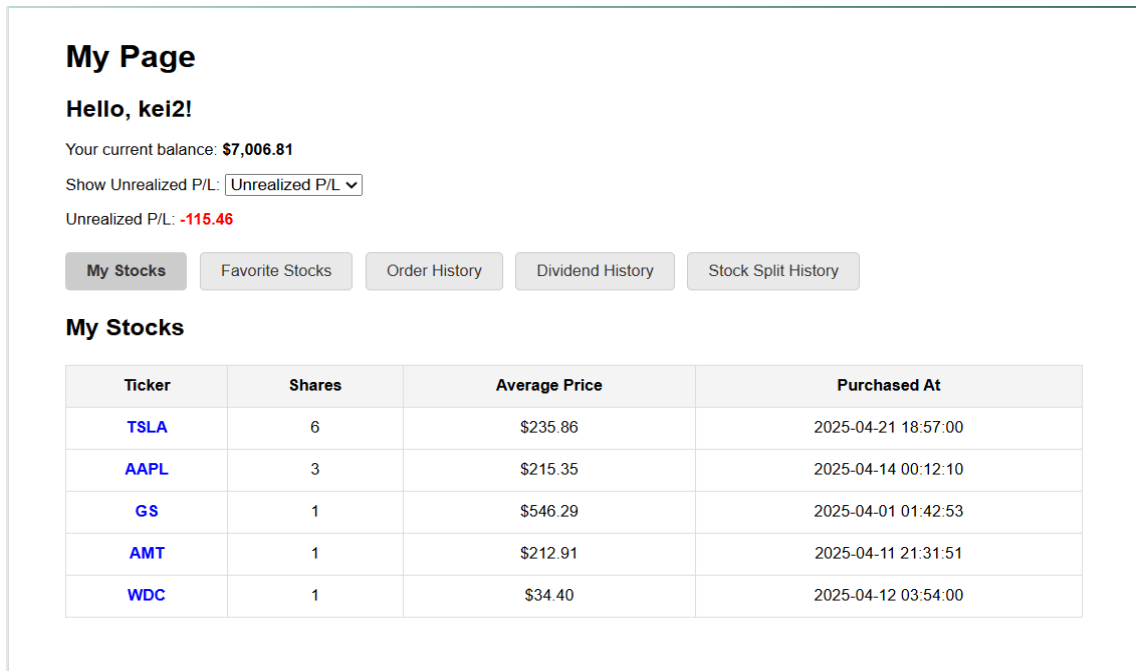 My Page
Hello, kei2!
Your current balance: $7,006.81
Show Unrealized P/L: Unrealized P/L
Unrealized P/L: -115.46
My Stocks Favorite Stocks Order History Dividend History Stock Split History
My Stocks
Ticker Shares Average Price Purchased At
TSLA 6 $235.86 2025-04-21 18:57:00
AAPL 3 $215.35 2025-04-14 00:12:10
GS 1 $546.29 2025-04-01 01:42:53
AMT 1 $212.91 2025-04-11 21:31:51
WDC 1 $34.40 2025-04-12 03:54:00